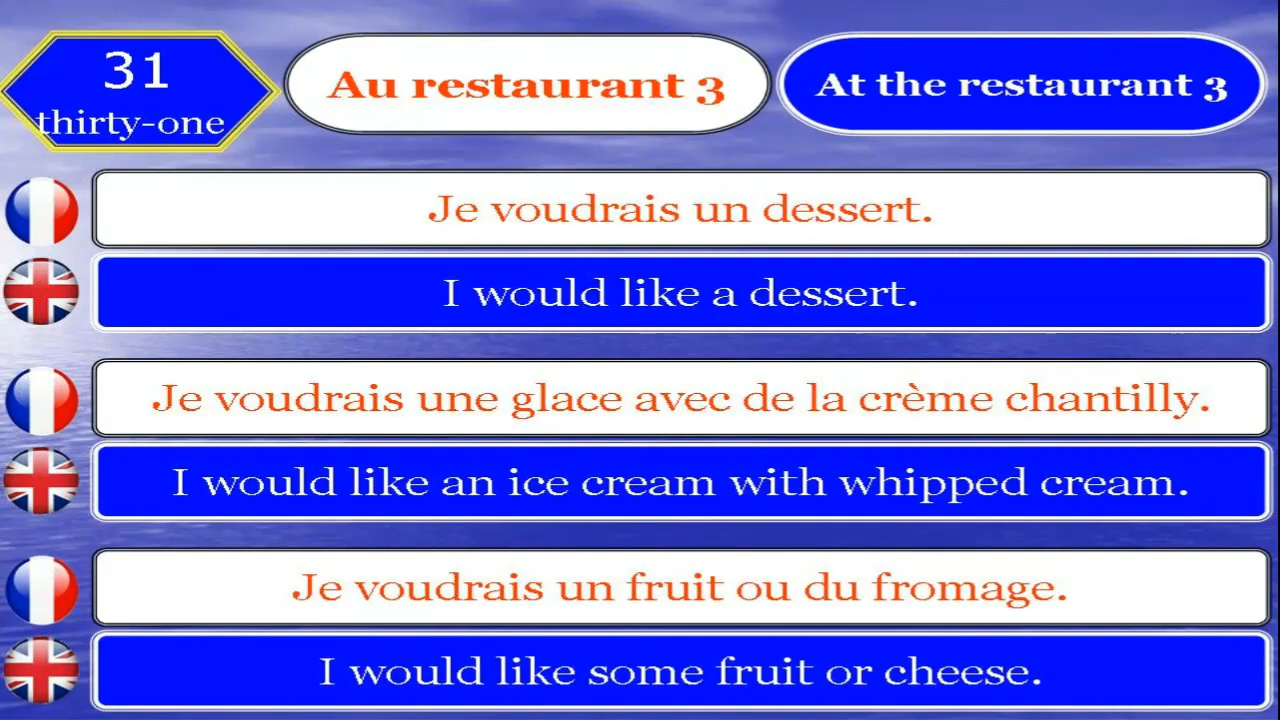 31
thirty-one
Au restaurant 3
At the restaurant 3
Je voudrais un dessert.
I would like a dessert.
Je voudrais une glace avec de la crème chantilly.
I would like an ice cream with whipped cream.
Je voudrais un fruit ou du fromage.
I would like some fruit or cheese.